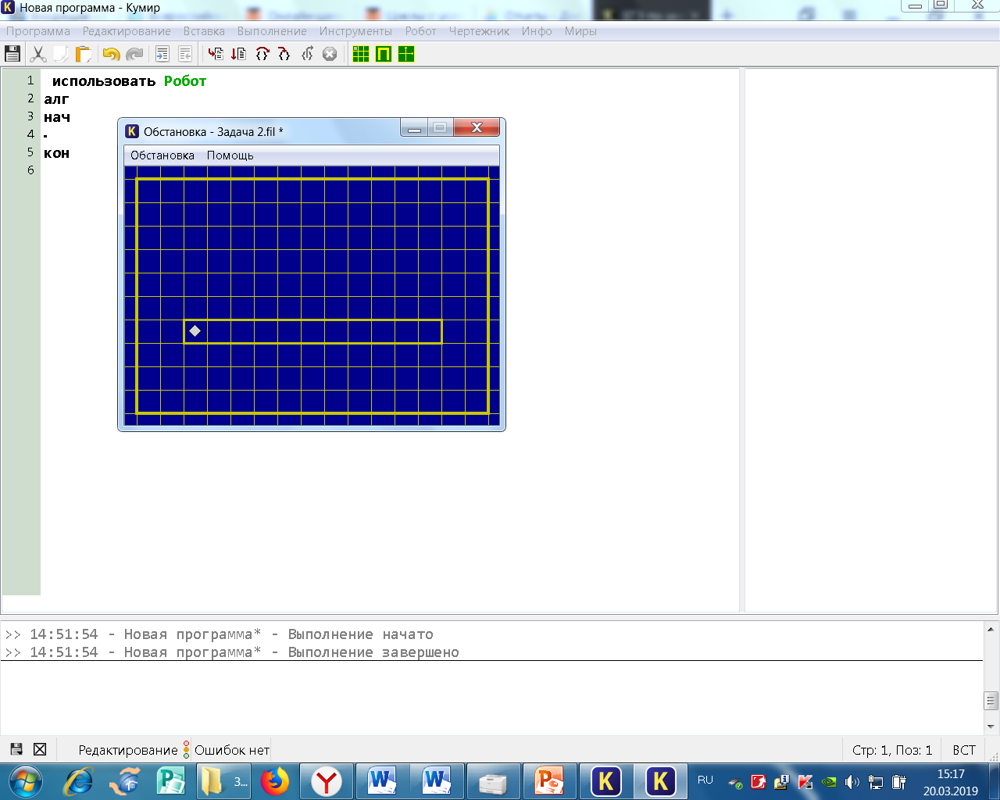 Новая программа - Кумир
Программа Редактирование Вставка Выполнение Инструменты Робот Чертежник Инфо Миры
1 использовать Робот
2 алг
3 нач
4 -
5 кон
6
Обстановка - Задача 2.fil *
Обстановка Помощь
>> 14:51:54 - Новая программа* - Выполнение начато
>> 14:51:54 - Новая программа* - Выполнение завершено
Редактирование Ошибок нет Стр: 1, Поз: 1 ВСТ
З... RU 15:17
20.03.2019